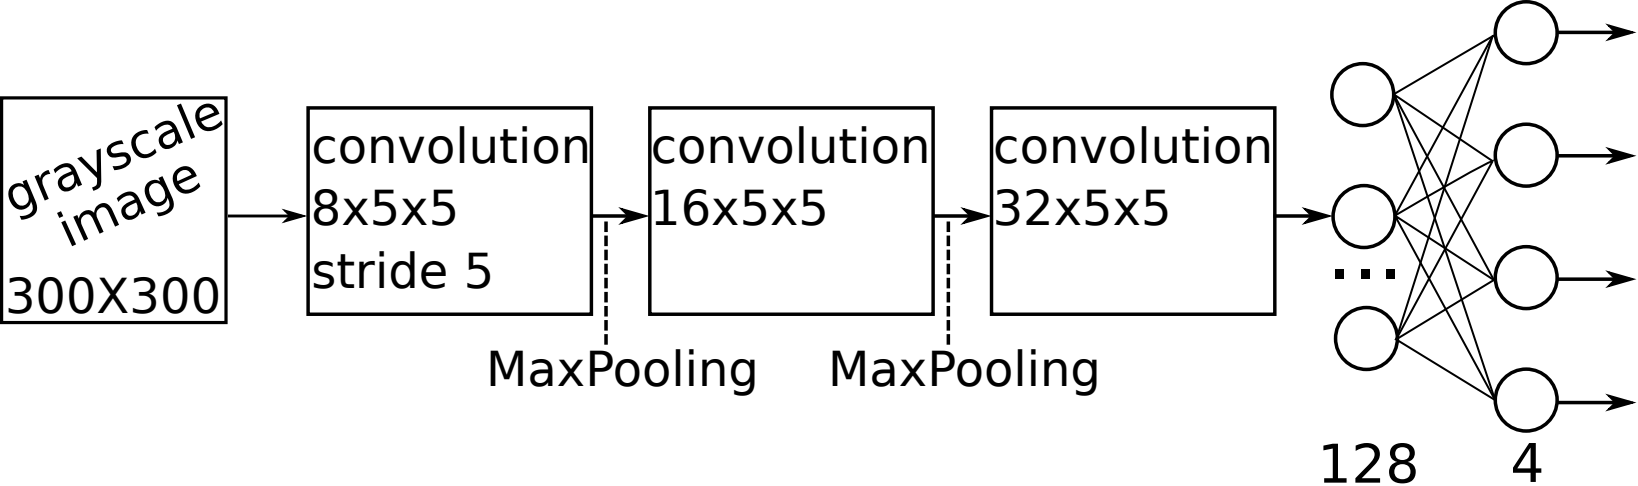 grayscale
image
300X300
convolution
8x5x5
stride 5
MaxPooling
convolution
16x5x5
MaxPooling
convolution
32x5x5
...
128
4